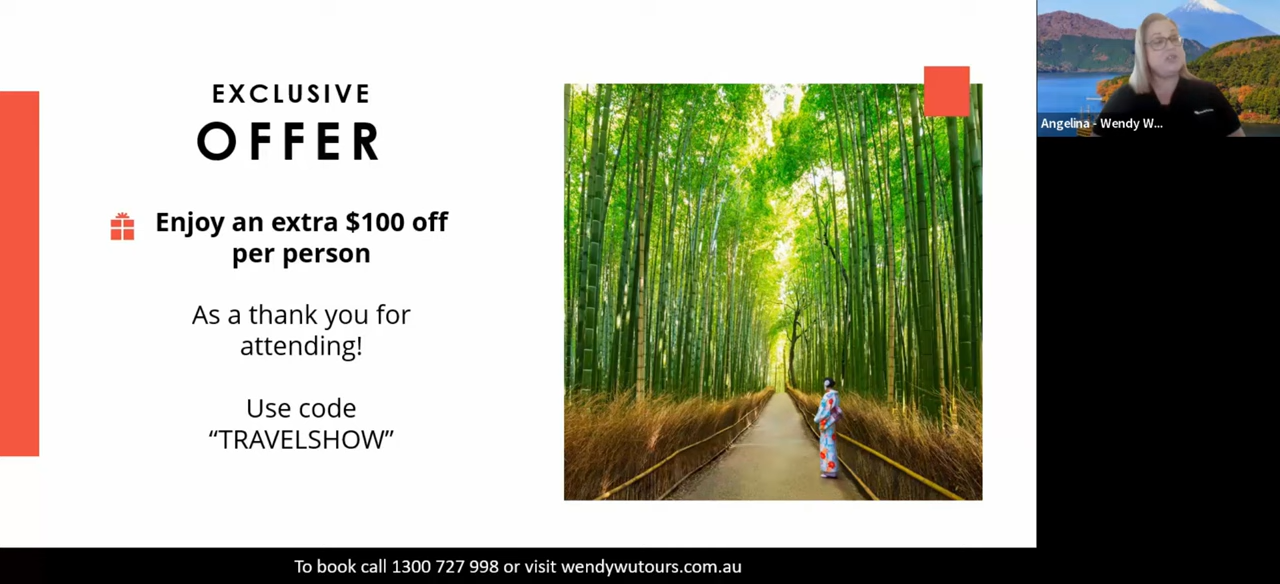 EXCLUSIVE
OFFER
Enjoy an extra $100 off
per person
As a thank you for
attending!
Use code
“TRAVELSHOW”
Angelina - Wendy W...
To book call 1300 727 998 or visit wendywutours.com.au